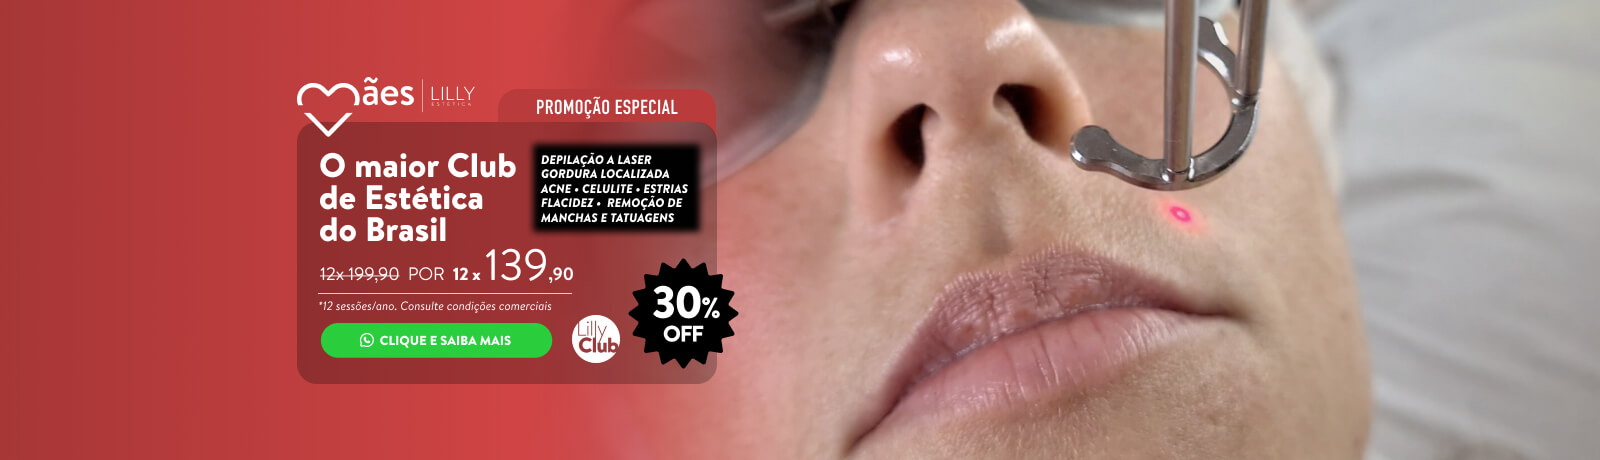 mães | LILLY
ESTÉTICA
PROMOÇÃO ESPECIAL
O maior Club
de Estética
do Brasil
DEPILAÇÃO A LASER
GORDURA LOCALIZADA
ACNE • CELULITE • ESTRIAS
FLACIDEZ • REMOÇÃO DE
MANCHAS E TATUAGENS
12x 199,90 POR 12 x 139,90
*12 sessões/ano. Consulte condições comerciais
CLIQUE E SAIBA MAIS
Lilly
Club
30%
OFF